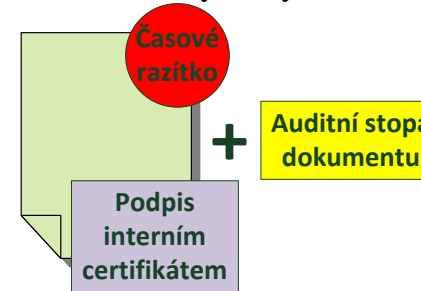 Časové
razítko
+
Auditní stopa
dokumentu
Podpis
interním
certifikátem